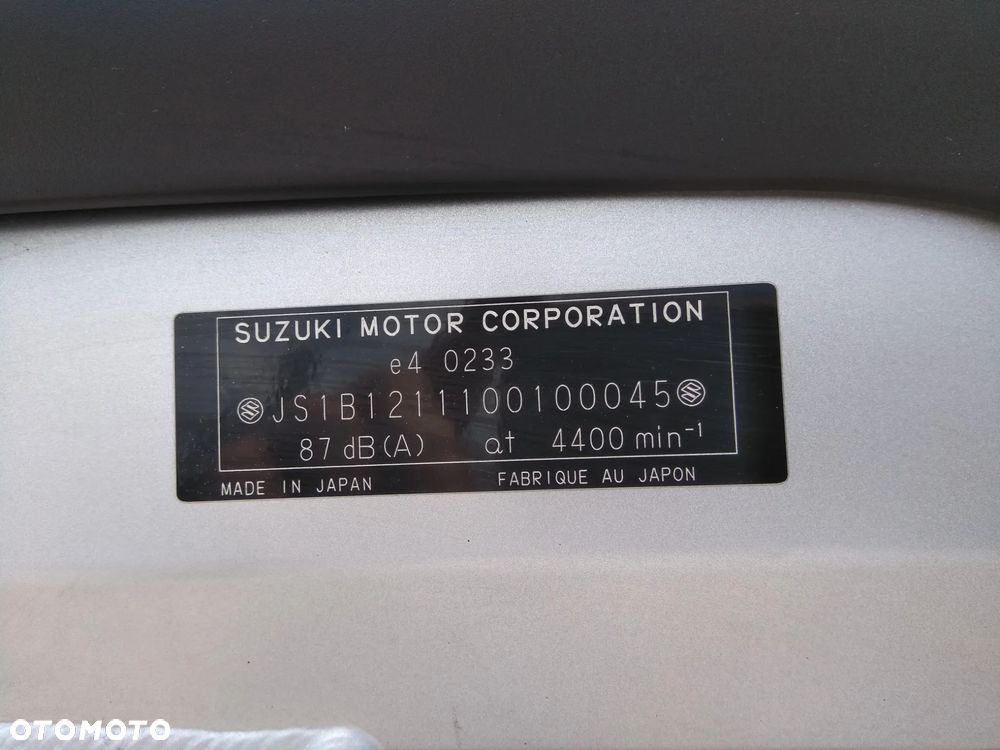 SUZUKI MOTOR CORPORATION
e4 0233
JS1B1211100100045
87 dB(A) at 4400 min⁻¹
MADE IN JAPAN FABRIQUE AU JAPON
OTOMOTO